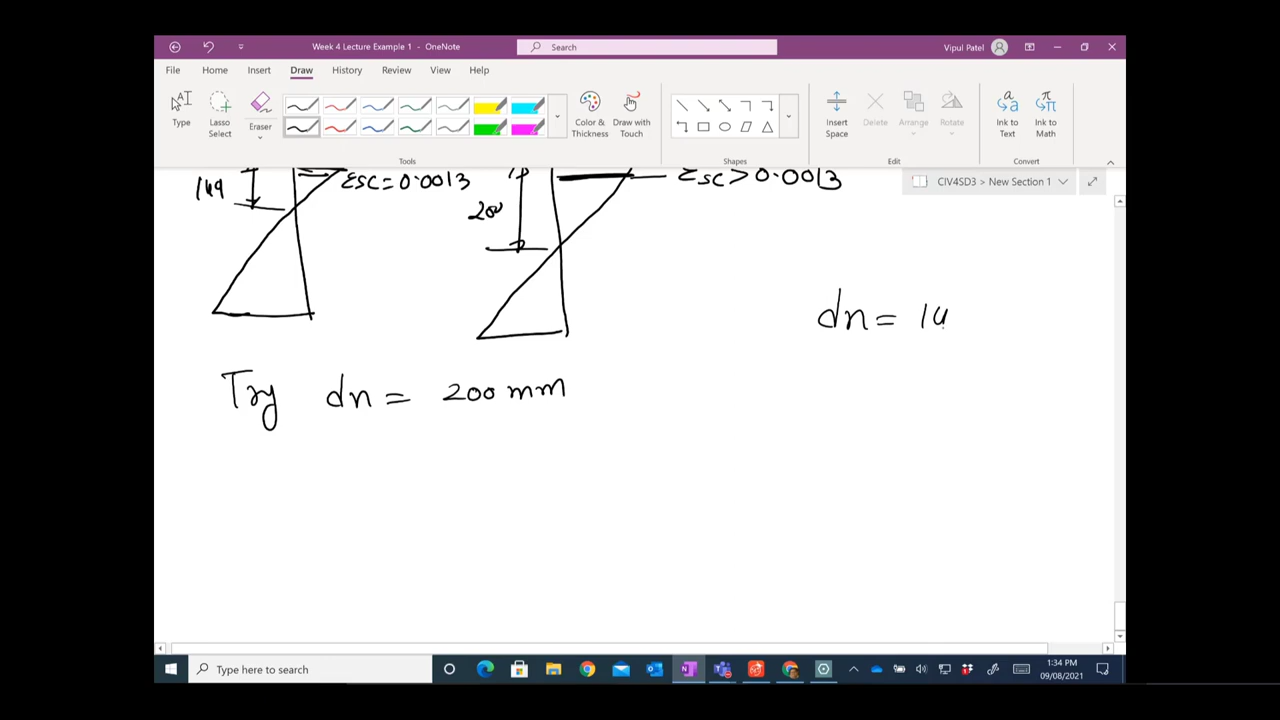 Week 4 Lecture Example 1 - OneNote
Search
Vipul Patel
File Home Insert Draw History Review View Help
Type
Lasso Select
Eraser
Color & Thickness
Draw with Touch
Insert Space
Delete
Arrange
Rotate
Ink to Text
Ink to Math
Tools
Shapes
Edit
Convert
CIV4SD3 > New Section 1
149
εsc=0.0013
200
εsc>0.0013
dn= 14
Try dn= 200mm
Type here to search
1:34 PM
09/08/2021